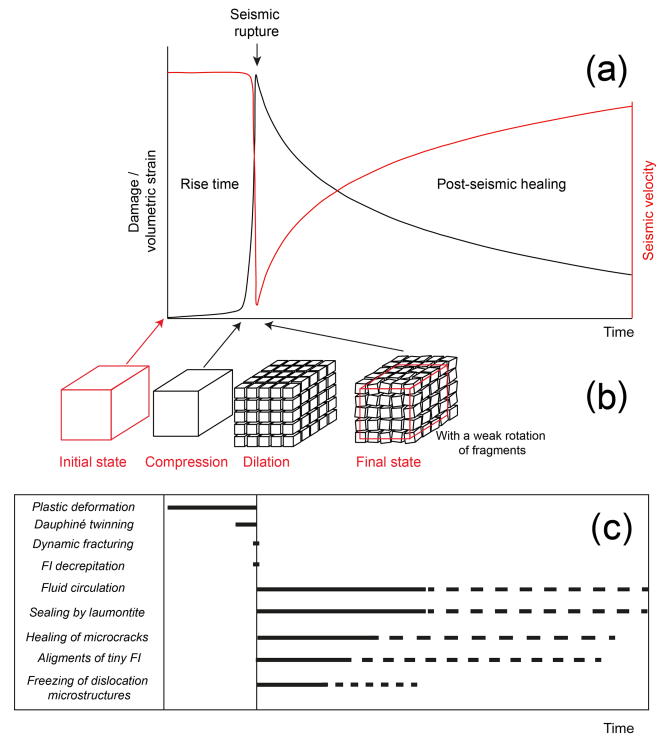 Seismic
rupture
(a)
Damage /
volumetric strain
Rise time
Post-seismic healing
Seismic velocity
Time
(b)
With a weak rotation
of fragments
Initial state
Compression
Dilation
Final state
(c)
Plastic deformation
Dauphiné twinning
Dynamic fracturing
FI decrepitation
Fluid circulation
Sealing by laumontite
Healing of microcracks
Aligments of tiny FI
Freezing of dislocation
microstructures
Time